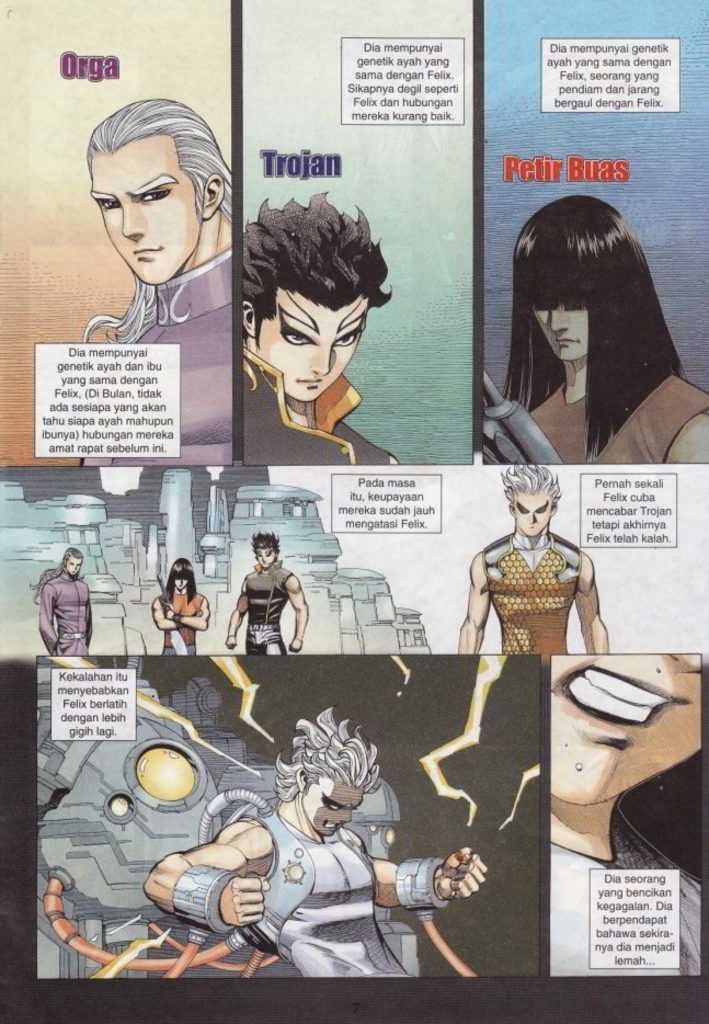 Orga
Dia mempunyai
genetik ayah dan ibu
yang sama dengan
Felix, (Di Bulan, tidak
ada sesiapa yang akan
tahu siapa ayah mahupun
ibunya) hubungan mereka
amat rapat sebelum ini.
Dia mempunyai
genetik ayah yang
sama dengan Felix.
Sikapnya degil seperti
Felix dan hubungan
mereka kurang baik.
Trojan
Dia mempunyai genetik
ayah yang sama dengan
Felix, seorang yang
pendiam dan jarang
bergaul dengan Felix.
Petir Buas
Pada masa
itu, keupayaan
mereka sudah jauh
mengatasi Felix.
Pernah sekali
Felix cuba
mencabar Trojan
tetapi akhirnya
Felix telah kalah.
Kekalahan itu
menyebabkan
Felix berlatih
dengan lebih
gigih lagi.
Dia seorang
yang bencikan
kegagalan. Dia
berpendapat
bahawa sekira-
nya dia menjadi
lemah...
7